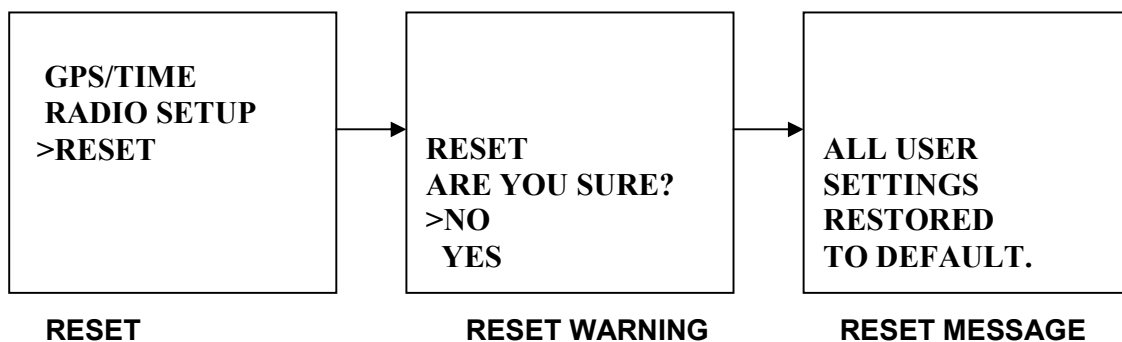 GPS/TIME
RADIO SETUP
>RESET
RESET
RESET
ARE YOU SURE?
>NO
YES
RESET WARNING
ALL USER
SETTINGS
RESTORED
TO DEFAULT.
RESET MESSAGE